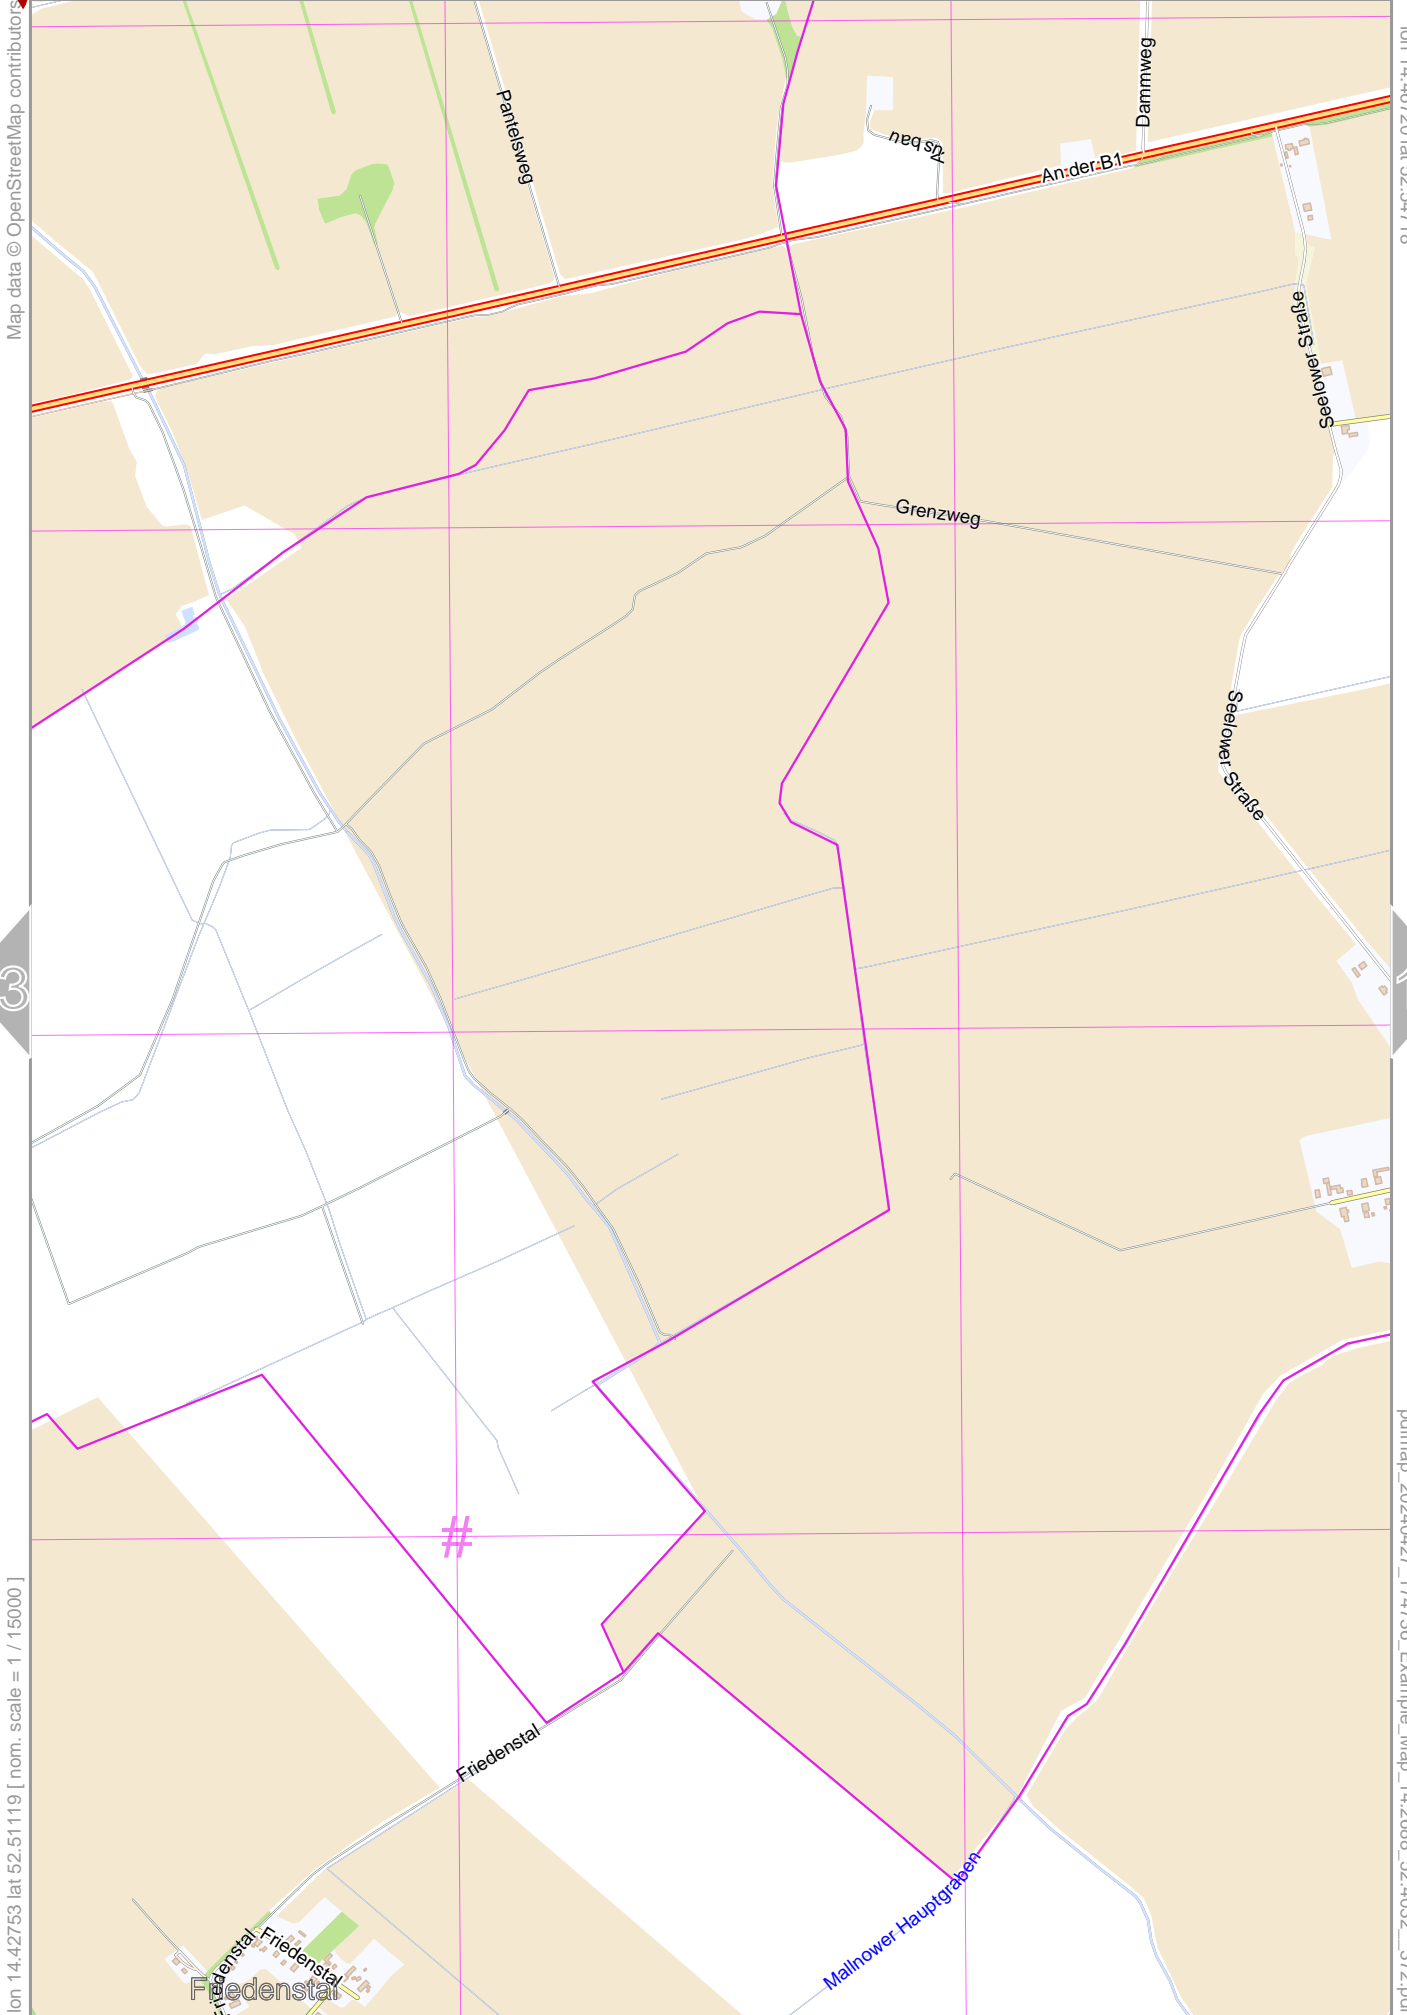 Map data © OpenStreetMap contributors
Pantelsweg
Dammweg
Ausbau
An der B1
Seelower Straße
Grenzweg
Seelower Straße
3
#
Friedenstal
Mallnower Hauptgraben
Friedenstal
Friedenstal
Friedenstal
lon 14.42753 lat 52.51119 [ nom. scale = 1 / 15000 ]